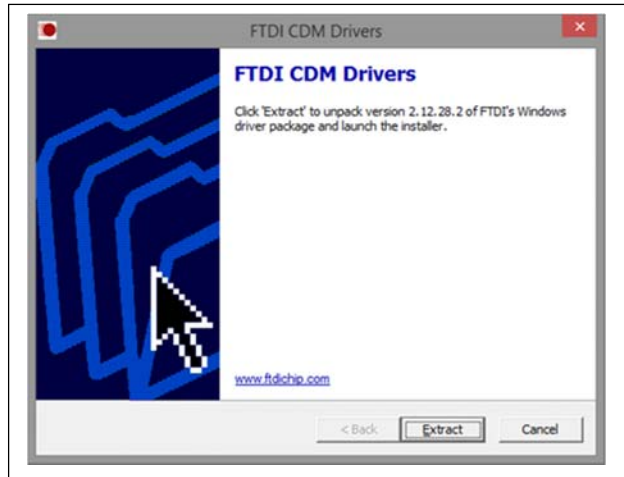 FTDI CDM Drivers
FTDI CDM Drivers
Click 'Extract' to unpack version 2.12.28.2 of FTDI's Windows
driver package and launch the installer.
www.ftdichip.com
< Back Extract Cancel